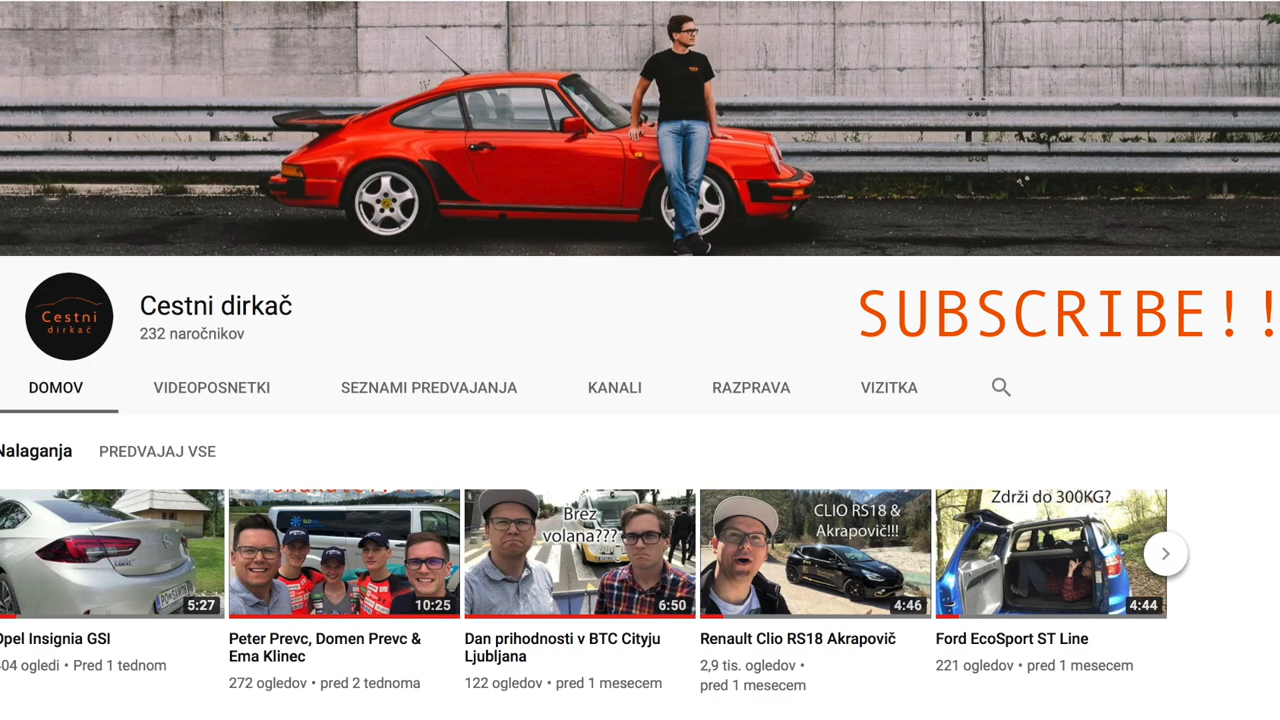 Cestni
dirkač
Cestni dirkač
232 naročnikov
SUBSCRIBE!!
DOMOV VIDEOPOSNETKI SEZNAMI PREDVAJANJA KANALI RAZPRAVA VIZITKA
Nalaganja PREDVAJAJ VSE
5:27
10:25
Brez
volana???
6:50
CLIO RS18 &
Akrapovič!!!
4:46
Zdrži do 300KG?
4:44
Opel Insignia GSI
04 ogledi • Pred 1 tednom
Peter Prevc, Domen Prevc &
Ema Klinec
272 ogledov • pred 2 tednoma
Dan prihodnosti v BTC Cityju
Ljubljana
122 ogledov • pred 1 mesecem
Renault Clio RS18 Akrapovič
2,9 tis. ogledov •
pred 1 mesecem
Ford EcoSport ST Line
221 ogledov • pred 1 mesecem